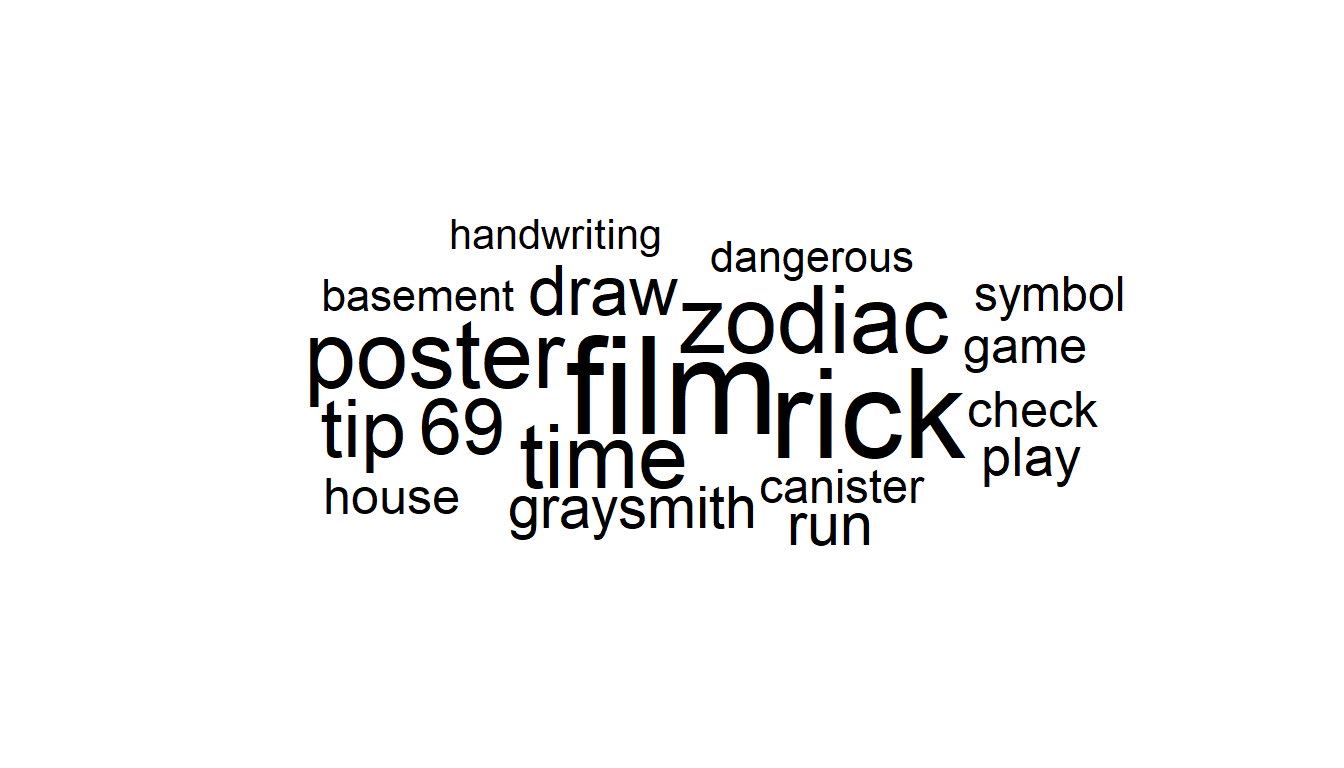 handwriting
dangerous
basement draw zodiac symbol
poster film game
tip 69 time rick check
play
house graysmith canister
run